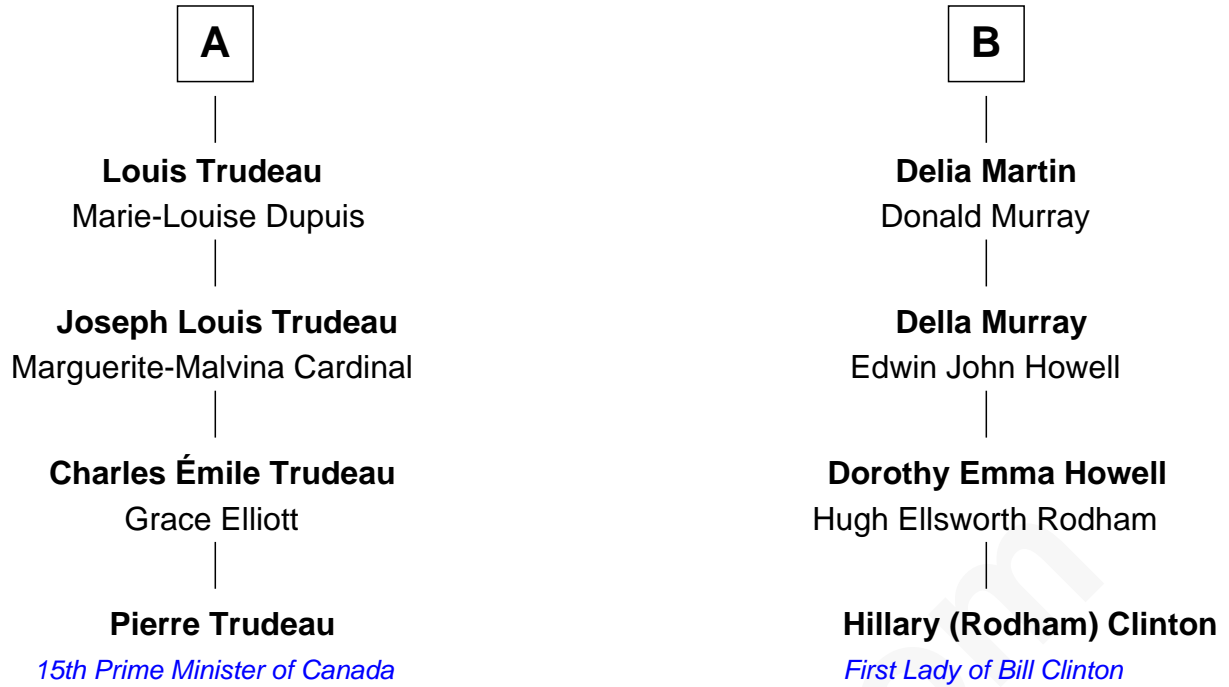 A
Louis Trudeau
Marie-Louise Dupuis
Joseph Louis Trudeau
Marguerite-Malvina Cardinal
Charles Émile Trudeau
Grace Elliott
Pierre Trudeau
15th Prime Minister of Canada
B
Delia Martin
Donald Murray
Della Murray
Edwin John Howell
Dorothy Emma Howell
Hugh Ellsworth Rodham
Hillary (Rodham) Clinton
First Lady of Bill Clinton